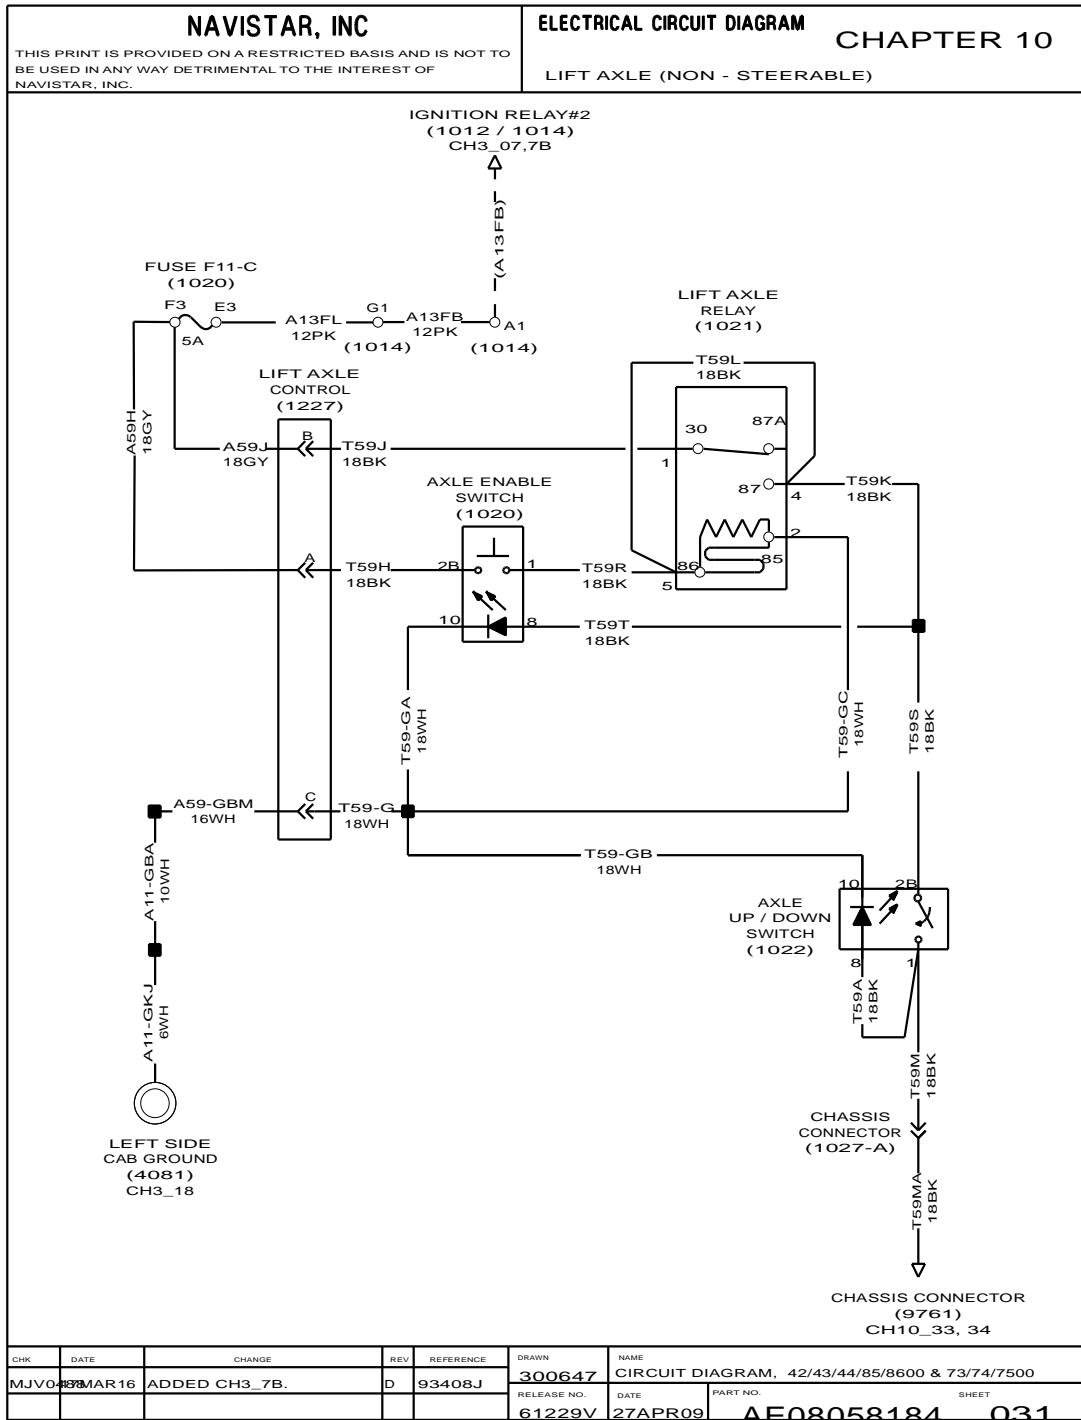 NAVISTAR, INC
THIS PRINT IS PROVIDED ON A RESTRICTED BASIS AND IS NOT TO
BE USED IN ANY WAY DETRIMENTAL TO THE INTEREST OF
NAVISTAR, INC.
ELECTRICAL CIRCUIT DIAGRAM
CHAPTER 10
LIFT AXLE (NON - STEERABLE)
IGNITION RELAY#2
(1012 / 1014)
CH3_07,7B
(A13FB)
FUSE F11-C
(1020)
F3
E3
5A
A13FL
12PK
G1
(1014)
A13FB
12PK
A1
(1014)
LIFT AXLE
RELAY
(1021)
T59L
18BK
LIFT AXLE
CONTROL
(1227)
A59H
18GY
A59J
18GY
B
T59J
18BK
30
87A
1
87
4
T59K
18BK
AXLE ENABLE
SWITCH
(1020)
A
T59H
18BK
2B
1
T59R
18BK
86
85
2
5
10
8
T59T
18BK
T59-GA
18WH
T59-GC
18WH
T59S
18BK
A59-GBM
16WH
C
T59-G
18WH
T59-GB
18WH
A11-GBA
10WH
A11-GKJ
6WH
LEFT SIDE
CAB GROUND
(4081)
CH3_18
10
2B
AXLE
UP / DOWN
SWITCH
(1022)
8
1
T59A
18BK
T59M
18BK
CHASSIS
CONNECTOR
(1027-A)
T59MA
18BK
CHASSIS CONNECTOR
(9761)
CH10_33, 34
CHK DATE CHANGE REV REFERENCE
ADDED CH3_7B. D 93408J
DRAWN
300647
NAME
CIRCUIT DIAGRAM, 42/43/44/85/8600 & 73/74/7500
RELEASE NO.
61229V
DATE
27APR09
PART NO.
AE08058184
SHEET
031